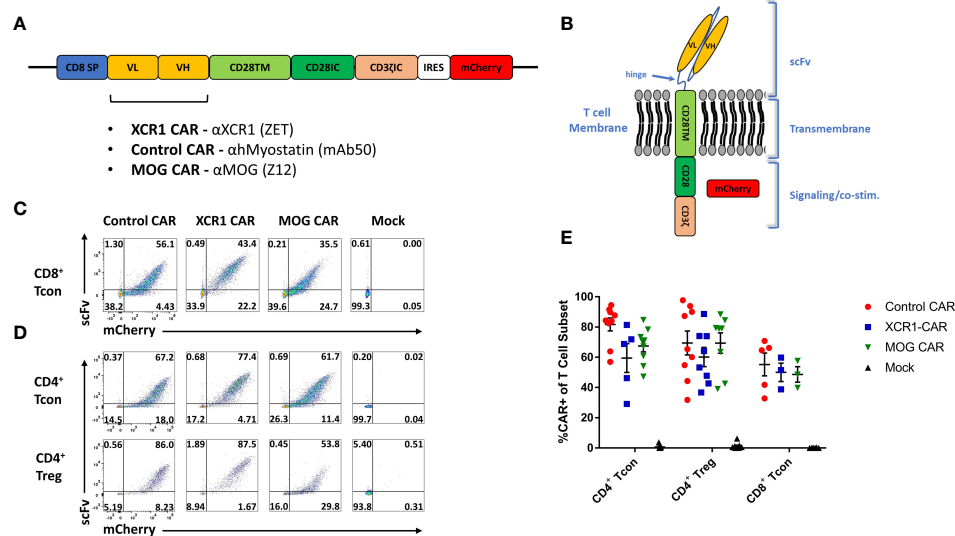 A
CD8 SP VL VH CD28TM CD28IC CD3ζIC IRES mCherry
• XCR1 CAR - αXCR1 (ZET)
• Control CAR - αhMyostatin (mAb50)
• MOG CAR - αMOG (Z12)
B
VL VH
hinge
scFv
T cell
Membrane
CD28TM
Transmembrane
CD28
mCherry
CD3ζ
Signaling/co-stim.
C
Control CAR XCR1 CAR MOG CAR Mock
CD8⁺
Tcon
scFv
1.30 56.1 0.49 43.4 0.21 35.5 0.61 0.00
38.2 4.43 33.9 22.2 39.6 24.7 99.3 0.05
mCherry
D
CD4⁺
Tcon
0.37 67.2 0.68 77.4 0.69 61.7 0.20 0.02
14.5 18.0 17.2 4.71 26.3 11.4 99.7 0.04
CD4⁺
Treg
scFv
0.56 86.0 1.89 87.5 0.45 53.8 5.40 0.51
5.19 8.23 8.94 1.67 16.0 29.8 93.8 0.31
mCherry
E
%CAR+ of T Cell Subset
100
80
60
40
20
0
CD4⁺ Tcon
CD4⁺ Treg
CD8⁺ Tcon
Control CAR
XCR1-CAR
MOG CAR
Mock